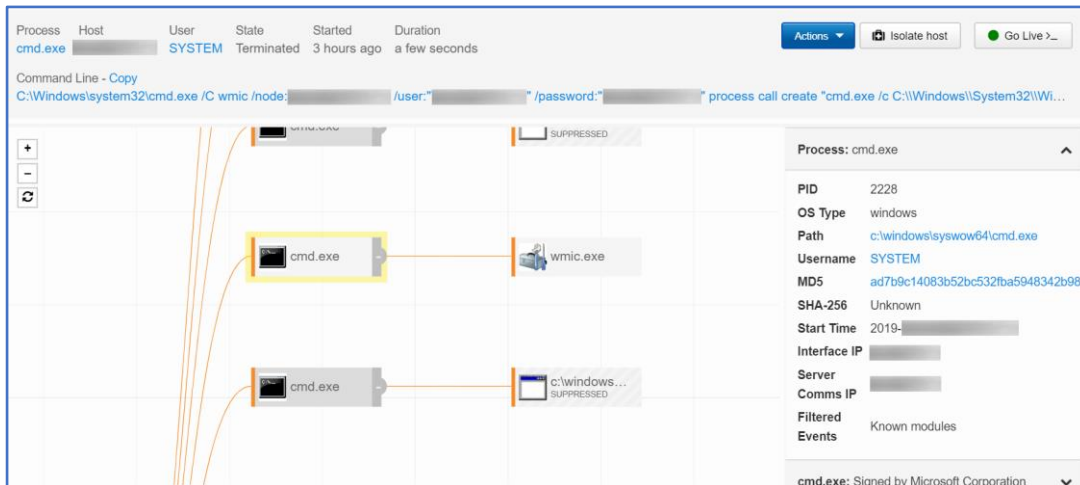 Process Host User State Started Duration
cmd.exe SYSTEM Terminated 3 hours ago a few seconds
Actions Isolate host Go Live >_
Command Line - Copy
C:\Windows\system32\cmd.exe /C wmic /node: /user:" " /password:" " process call create "cmd.exe /c C:\\Windows\\System32\\Wi...
cmd.exe
SUPPRESSED
+
-
cmd.exe
wmic.exe
cmd.exe
c:\windows...
SUPPRESSED
Process: cmd.exe
PID 2228
OS Type windows
Path c:\windows\syswow64\cmd.exe
Username SYSTEM
MD5 ad7b9c14083b52bc532fba5948342b98
SHA-256 Unknown
Start Time 2019-
Interface IP
Server
Comms IP
Filtered
Events Known modules
cmd.exe: Signed by Microsoft Corporation